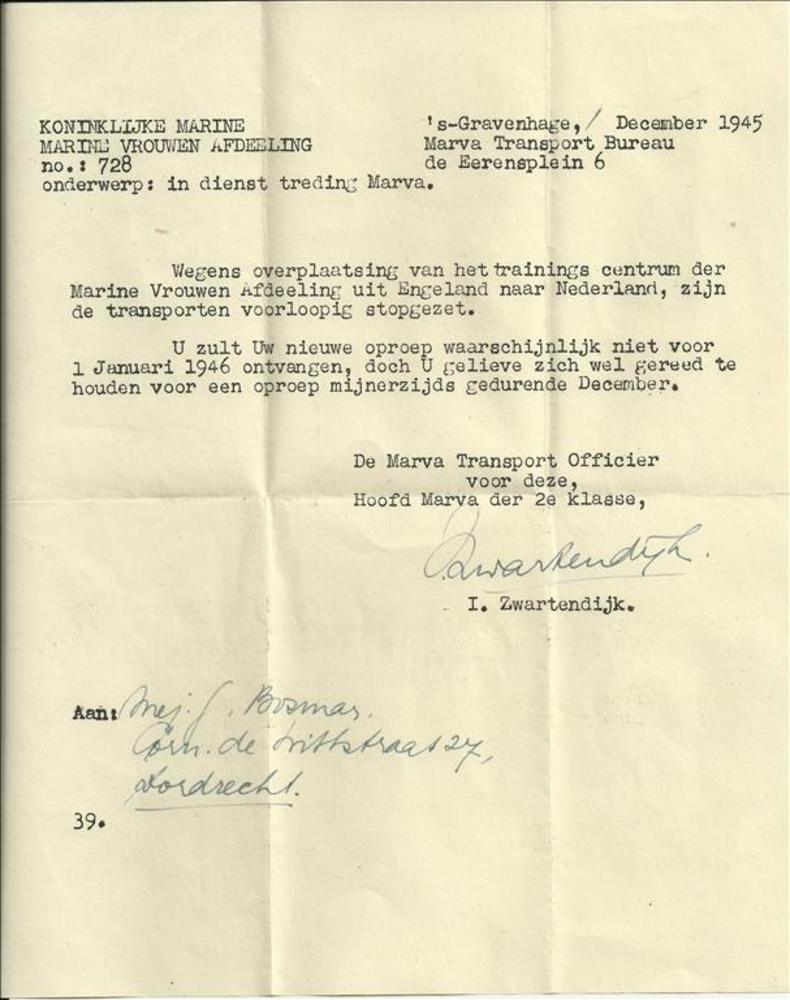 KONINKLIJKE MARINE
MARINE VROUWEN AFDEELING
no.: 728
onderwerp: in dienst treding Marva.
's-Gravenhage, / December 1945
Marva Transport Bureau
de Eerensplein 6
Wegens overplaatsing van het trainings centrum der
Marine Vrouwen Afdeeling uit Engeland naar Nederland, zijn
de transporten voorloopig stopgezet.
U zult Uw nieuwe oproep waarschijnlijk niet voor
1 Januari 1946 ontvangen, doch U gelieve zich wel gereed te
houden voor een oproep mijnerzijds gedurende December.
De Marva Transport Officier
voor deze,
Hoofd Marva der 2e klasse,
Zwartendijk.
I. Zwartendijk.
Aan: Mej. Bosman.
Corn. de Wittstraat 27,
Dordrecht.
39.